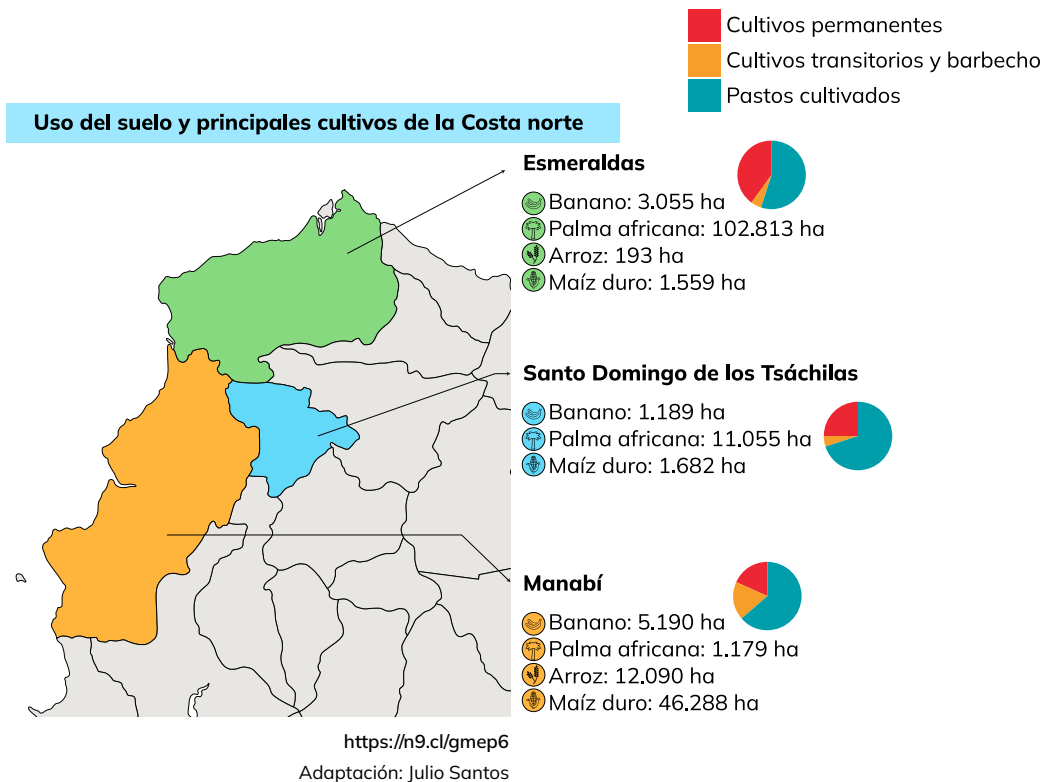 Cultivos permanentes
Cultivos transitorios y barbecho
Pastos cultivados
Uso del suelo y principales cultivos de la Costa norte
Esmeraldas
Banano: 3.055 ha
Palma africana: 102.813 ha
Arroz: 193 ha
Maíz duro: 1.559 ha
Santo Domingo de los Tsáchilas
Banano: 1.189 ha
Palma africana: 11.055 ha
Maíz duro: 1.682 ha
Manabí
Banano: 5.190 ha
Palma africana: 1.179 ha
Arroz: 12.090 ha
Maíz duro: 46.288 ha
https://n9.cl/gmep6
Adaptación: Julio Santos